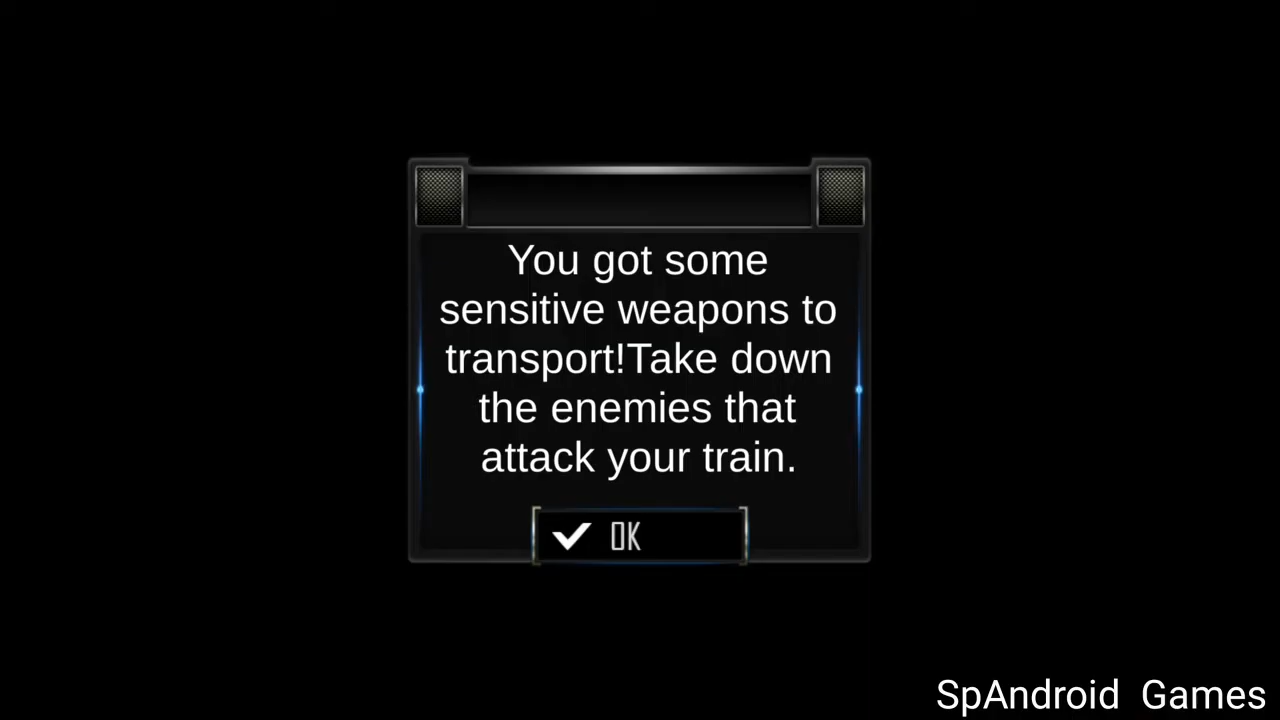 You got some
sensitive weapons to
transport!Take down
the enemies that
attack your train.
OK
SpAndroid Games